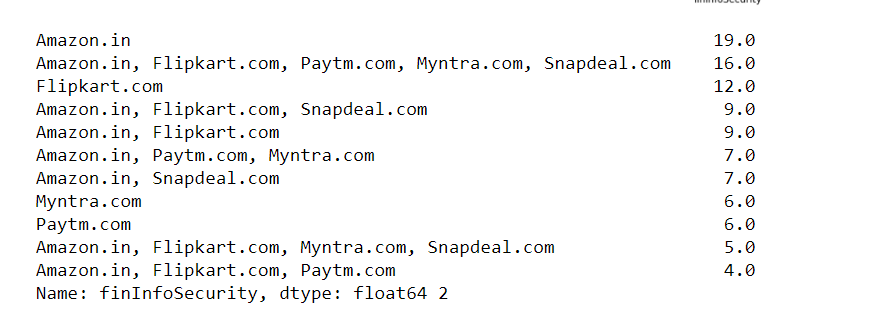 finInfoSecurity
Amazon.in 19.0
Amazon.in, Flipkart.com, Paytm.com, Myntra.com, Snapdeal.com 16.0
Flipkart.com 12.0
Amazon.in, Flipkart.com, Snapdeal.com 9.0
Amazon.in, Flipkart.com 9.0
Amazon.in, Paytm.com, Myntra.com 7.0
Amazon.in, Snapdeal.com 7.0
Myntra.com 6.0
Paytm.com 6.0
Amazon.in, Flipkart.com, Myntra.com, Snapdeal.com 5.0
Amazon.in, Flipkart.com, Paytm.com 4.0
Name: finInfoSecurity, dtype: float64 2